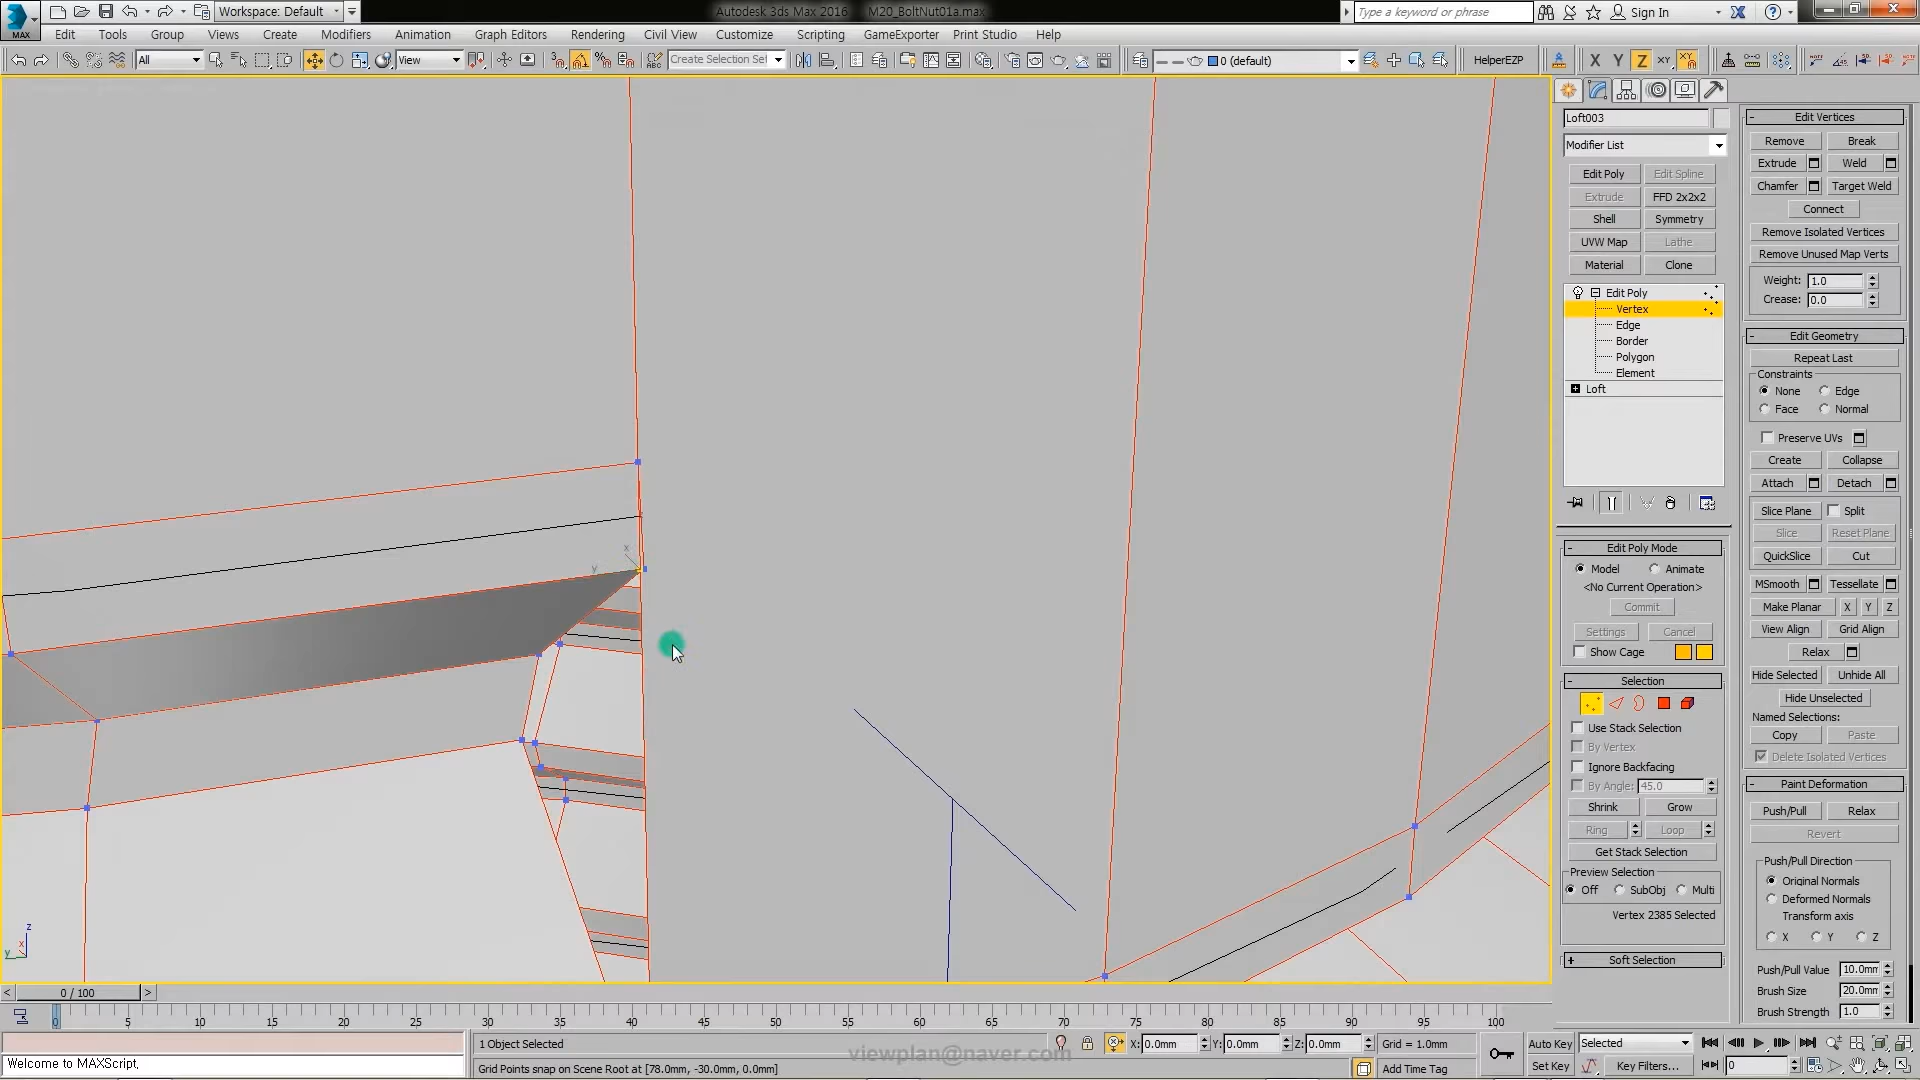 Workspace: Default
Autodesk 3ds Max 2016
M20_BoltNut01a.max
Type a keyword or phrase
Sign In
MAX
Edit
Tools
Group
Views
Create
Modifiers
Animation
Graph Editors
Rendering
Civil View
Customize
Scripting
GameExporter
Print Studio
Help
All
View
Create Selection Set
0 (default)
HelperEZP
X
Y
Z
XY
Loft003
Modifier List
Edit Poly
Edit Spline
Extrude
FFD 2x2x2
Shell
Symmetry
UVW Map
Lathe
Material
Clone
Edit Poly
Vertex
Edge
Border
Polygon
Element
Loft
Edit Poly Mode
Model
Animate
<No Current Operation>
Commit
Settings
Cancel
Show Cage
Selection
Use Stack Selection
By Vertex
Ignore Backfacing
By Angle: 45.0
Shrink
Grow
Ring
Loop
Get Stack Selection
Preview Selection
Off
SubObj
Multi
Vertex 2385 Selected
Soft Selection
Edit Vertices
Remove
Break
Extrude
Weld
Chamfer
Target Weld
Connect
Remove Isolated Vertices
Remove Unused Map Verts
Weight: 1.0
Crease: 0.0
Edit Geometry
Repeat Last
Constraints
None
Edge
Face
Normal
Preserve UVs
Create
Collapse
Attach
Detach
Slice Plane
Split
Slice
Reset Plane
QuickSlice
Cut
MSmooth
Tessellate
Make Planar
X
Y
Z
View Align
Grid Align
Relax
Hide Selected
Unhide All
Hide Unselected
Named Selections:
Copy
Paste
Delete Isolated Vertices
Paint Deformation
Push/Pull
Relax
Revert
Push/Pull Direction
Original Normals
Deformed Normals
Transform axis
X
Y
Z
Push/Pull Value 10.0mm
Brush Size 20.0mm
Brush Strength 1.0
x
y
z
x
y
0 / 100
0
5
10
15
20
25
30
35
40
45
50
55
60
65
70
75
80
85
90
95
100
Welcome to MAXScript,
1 Object Selected
X: 0.0mm
Y: 0.0mm
Z: 0.0mm
Grid = 1.0mm
Auto Key
Selected
viewplan@naver.com
Grid Points snap on Scene Root at [78.0mm, -30.0mm, 0.0mm]
Add Time Tag
Set Key
Key Filters...
0